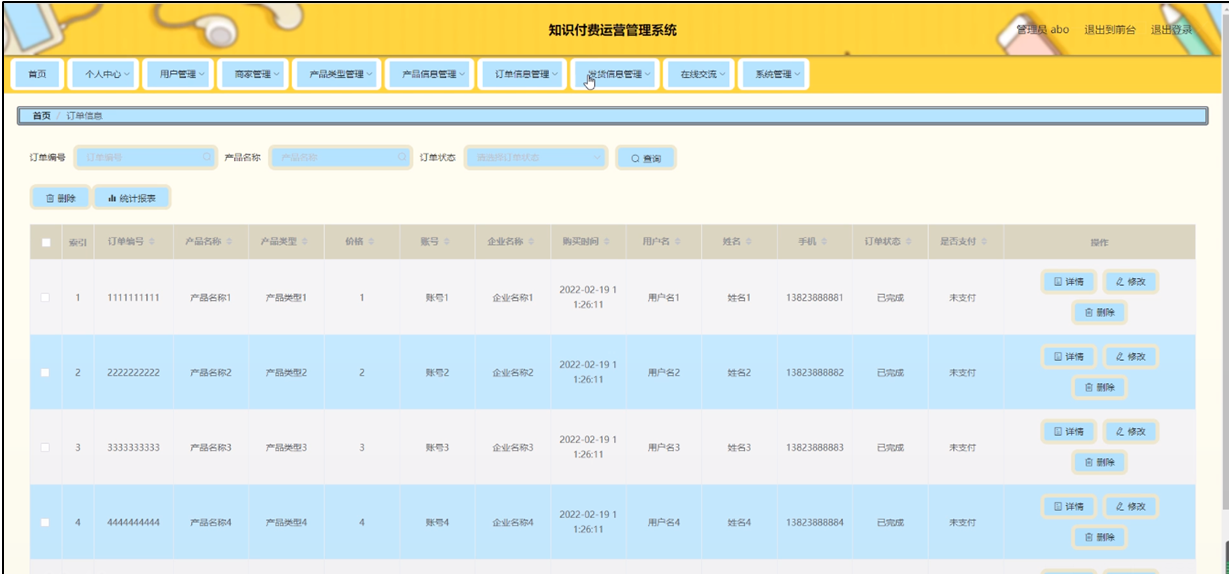 知识付费运营管理系统
管理员 abo 退出到前台 退出登录
首页 个人中心 用户管理 商家管理 产品类型管理 产品信息管理 订单信息管理 发货信息管理 在线交流 系统管理
首页 / 订单信息
订单编号 订单编号 产品名称 产品名称 订单状态 请选择订单状态 查询
删除 统计报表
索引 订单编号 产品名称 产品类型 价格 账号 企业名称 购买时间 用户名 姓名 手机 订单状态 是否支付 操作
1 1111111111 产品名称1 产品类型1 1 账号1 企业名称1 2022-02-19 1 用户名1 姓名1 13823888881 已完成 未支付 详情 修改
1:26:11 删除
2 2222222222 产品名称2 产品类型2 2 账号2 企业名称2 2022-02-19 1 用户名2 姓名2 13823888882 已完成 未支付 详情 修改
1:26:11 删除
3 3333333333 产品名称3 产品类型3 3 账号3 企业名称3 2022-02-19 1 用户名3 姓名3 13823888883 已完成 未支付 详情 修改
1:26:11 删除
4 4444444444 产品名称4 产品类型4 4 账号4 企业名称4 2022-02-19 1 用户名4 姓名4 13823888884 已完成 未支付 详情 修改
1:26:11 删除